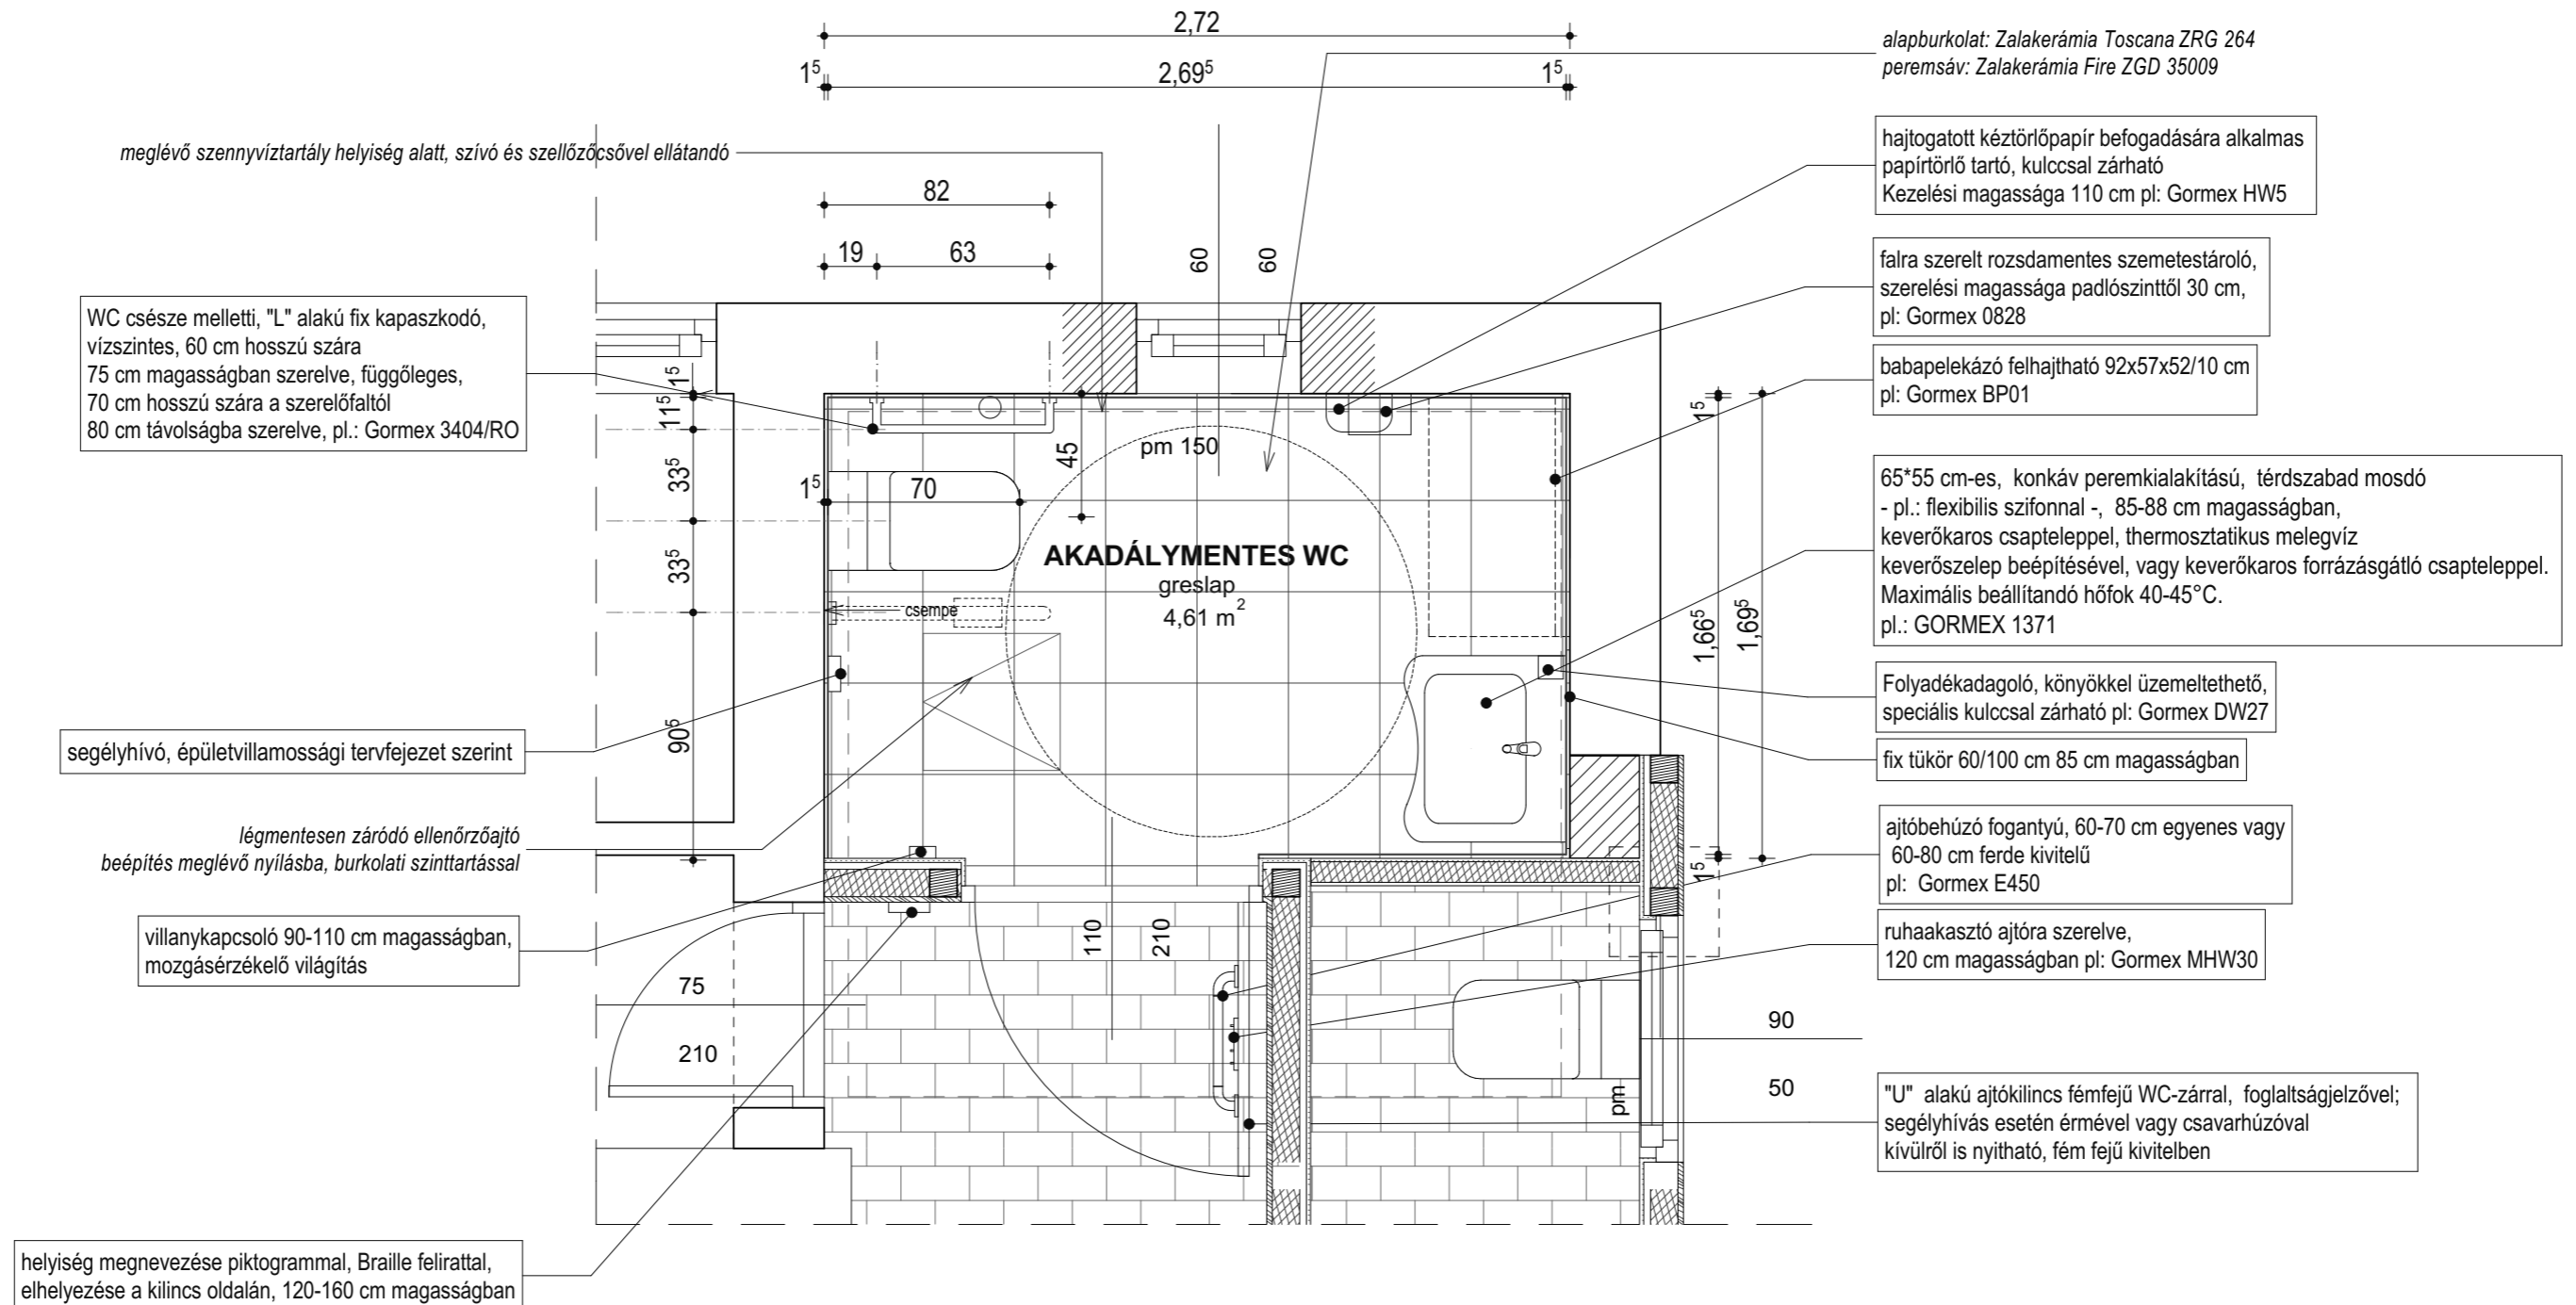 2,72
1⁵ 2,69⁵ 1⁵
alapburkolat: Zalakerámia Toscana ZRG 264
peremsáv: Zalakerámia Fire ZGD 35009
meglévő szennyvíztartály helyiség alatt, szívó és szellőzőcsővel ellátandó
hajtogatott kéztörlőpapír befogadására alkalmas
papírtörlő tartó, kulccsal zárható
Kezelési magassága 110 cm pl: Gormex HW5
82
19 63
60 60
falra szerelt rozsdamentes szemetestároló,
szerelési magassága padlószinttől 30 cm,
pl: Gormex 0828
WC csésze melletti, "L" alakú fix kapaszkodó,
vízszintes, 60 cm hosszú szára
75 cm magasságban szerelve, függőleges,
70 cm hosszú szára a szerelőfaltól
80 cm távolságba szerelve, pl.: Gormex 3404/RO
babapelekázó felhajtható 92x57x52/10 cm
pl: Gormex BP01
1⁵
11⁵
33⁵
33⁵
90⁵
45
pm 150
1⁵ 70
AKADÁLYMENTES WC
greslap
4,61 m²
csempe
1⁵
1,66⁵
1,69⁵
1⁵
65*55 cm-es, konkáv peremkialakítású, térdszabad mosdó
- pl.: flexibilis szifonnal -, 85-88 cm magasságban,
keverőkaros csapteleppel, thermosztatikus melegvíz
keverőszelep beépítésével, vagy keverőkaros forrázásgátló csapteleppel.
Maximális beállítandó hőfok 40-45°C.
pl.: GORMEX 1371
Folyadékadagoló, könyökkel üzemeltethető,
speciális kulccsal zárható pl: Gormex DW27
segélyhívó, épületvillamossági tervfejezet szerint
fix tükör 60/100 cm 85 cm magasságban
légmentesen záródó ellenőrzőajtó
beépítés meglévő nyílásba, burkolati szinttartással
ajtóbehúzó fogantyú, 60-70 cm egyenes vagy
60-80 cm ferde kivitelű
pl: Gormex E450
villanykapcsoló 90-110 cm magasságban,
mozgásérzékelő világítás
ruhaakasztó ajtóra szerelve,
120 cm magasságban pl: Gormex MHW30
110 210
75
210
90
50
pm
"U" alakú ajtókilincs fémfejű WC-zárral, foglaltságjelzővel;
segélyhívás esetén érmével vagy csavarhúzóval
kívülről is nyitható, fém fejű kivitelben
helyiség megnevezése piktogrammal, Braille felirattal,
elhelyezése a kilincs oldalán, 120-160 cm magasságban